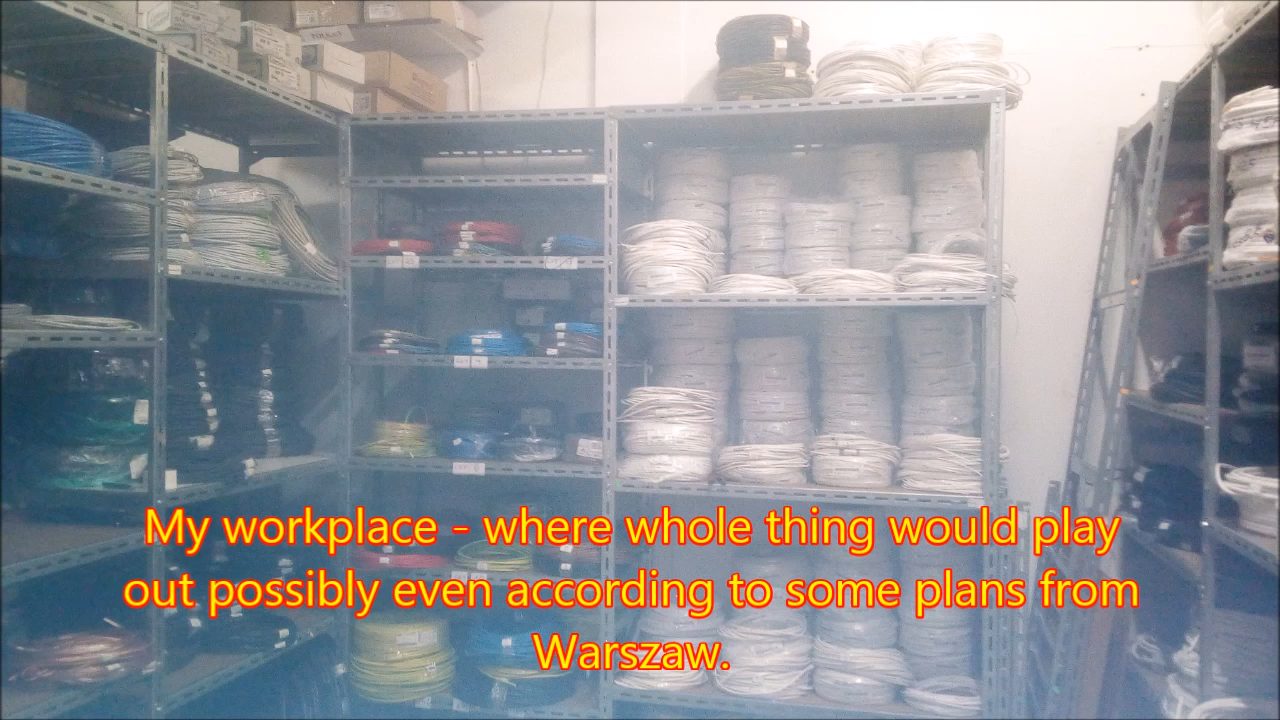 My workplace - where whole thing would play
out possibly even according to some plans from
Warszaw.